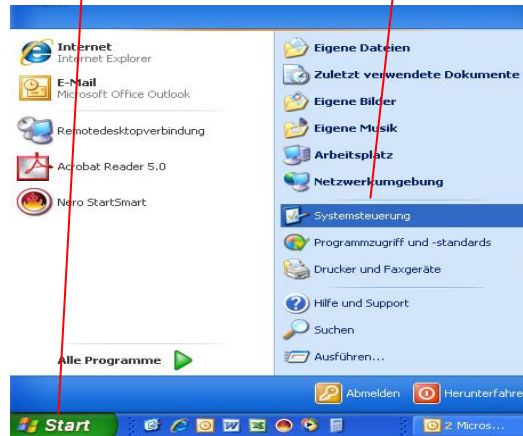 Internet
Internet Explorer
E-Mail
Microsoft Office Outlook
Remotedesktopverbindung
Acrobat Reader 5.0
Nero StartSmart
Alle Programme
Eigene Dateien
Zuletzt verwendete Dokumente
Eigene Bilder
Eigene Musik
Arbeitsplatz
Netzwerkumgebung
Systemsteuerung
Programmzugriff und -standards
Drucker und Faxgeräte
Hilfe und Support
Suchen
Ausführen...
Abmelden
Herunterfahre
Start
2 Micros...